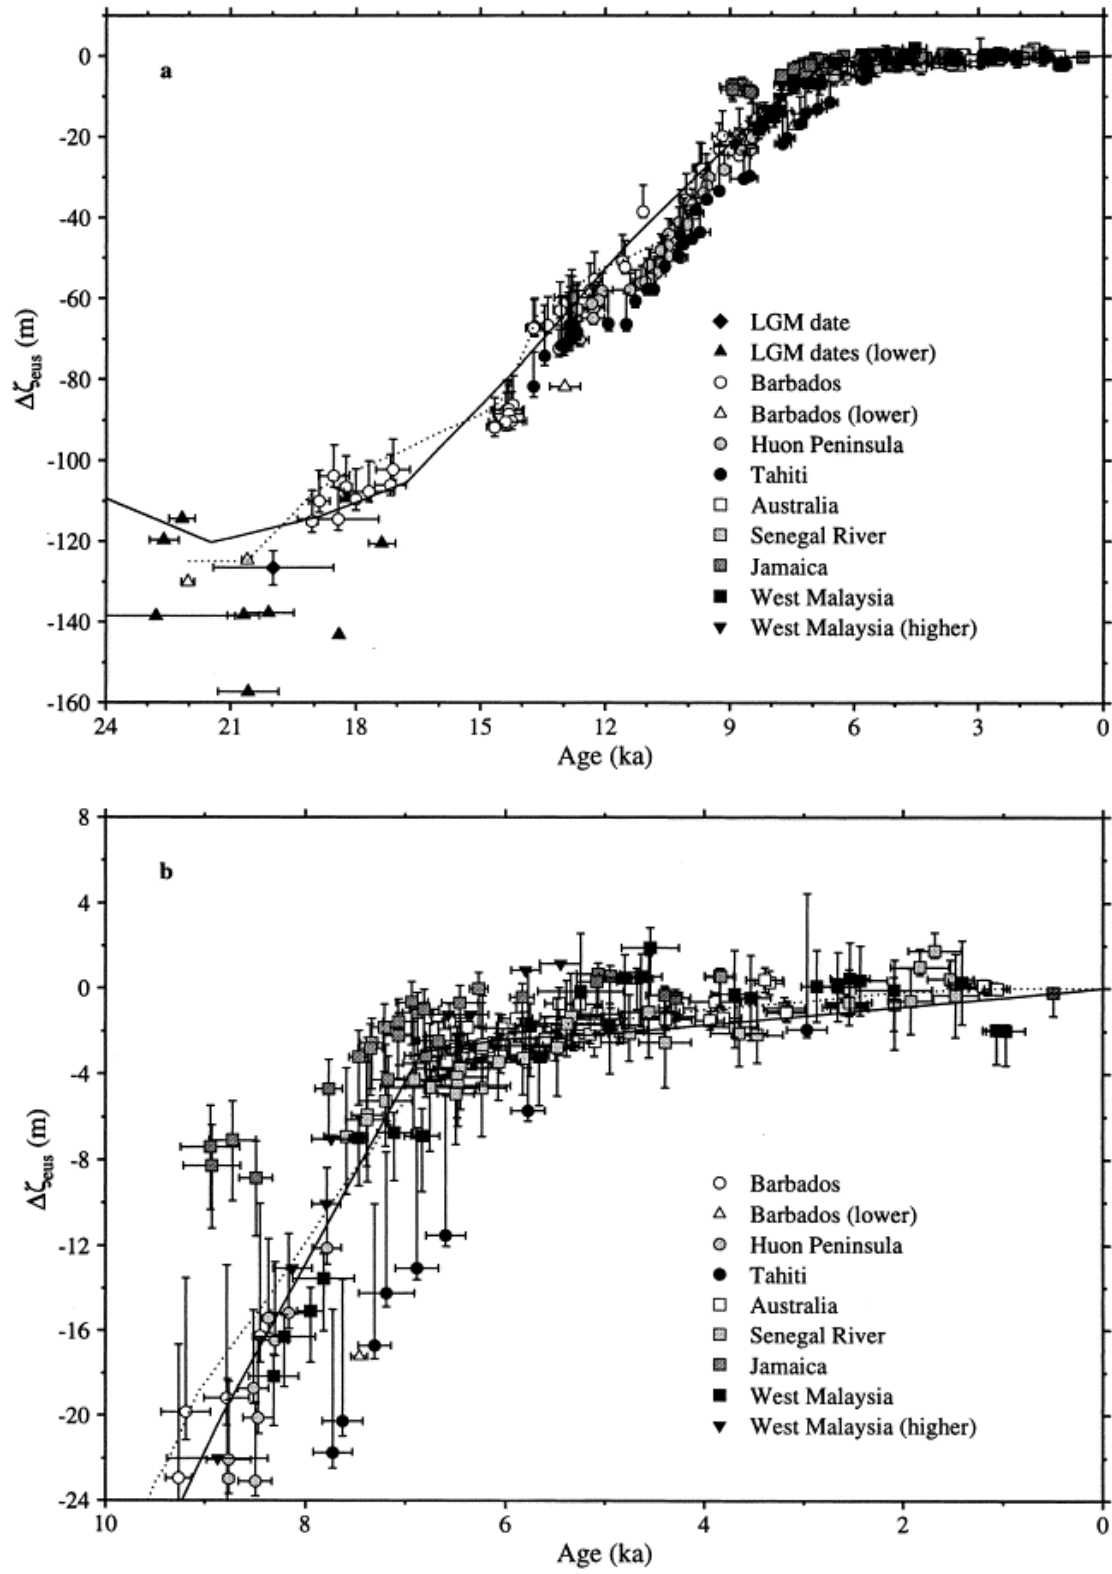 a
0
-20
-40
-60
-80
-100
-120
-140
-160
Δζeus (m)
LGM date
LGM dates (lower)
Barbados
Barbados (lower)
Huon Peninsula
Tahiti
Australia
Senegal River
Jamaica
West Malaysia
West Malaysia (higher)
24 21 18 15 12 9 6 3 0
Age (ka)
b
8
4
0
-4
-8
-12
-16
-20
-24
Δζeus (m)
Barbados
Barbados (lower)
Huon Peninsula
Tahiti
Australia
Senegal River
Jamaica
West Malaysia
West Malaysia (higher)
10 8 6 4 2 0
Age (ka)